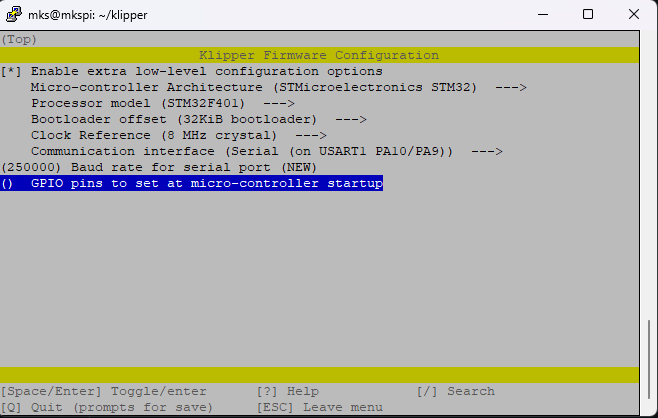 mks@mkspi: ~/klipper
(Top)
Klipper Firmware Configuration
[*] Enable extra low-level configuration options
Micro-controller Architecture (STMicroelectronics STM32)  --->
Processor model (STM32F401)  --->
Bootloader offset (32KiB bootloader)  --->
Clock Reference (8 MHz crystal)  --->
Communication interface (Serial (on USART1 PA10/PA9))  --->
(250000) Baud rate for serial port (NEW)
()  GPIO pins to set at micro-controller startup
[Space/Enter] Toggle/enter      [?] Help            [/] Search
[Q] Quit (prompts for save)     [ESC] Leave menu